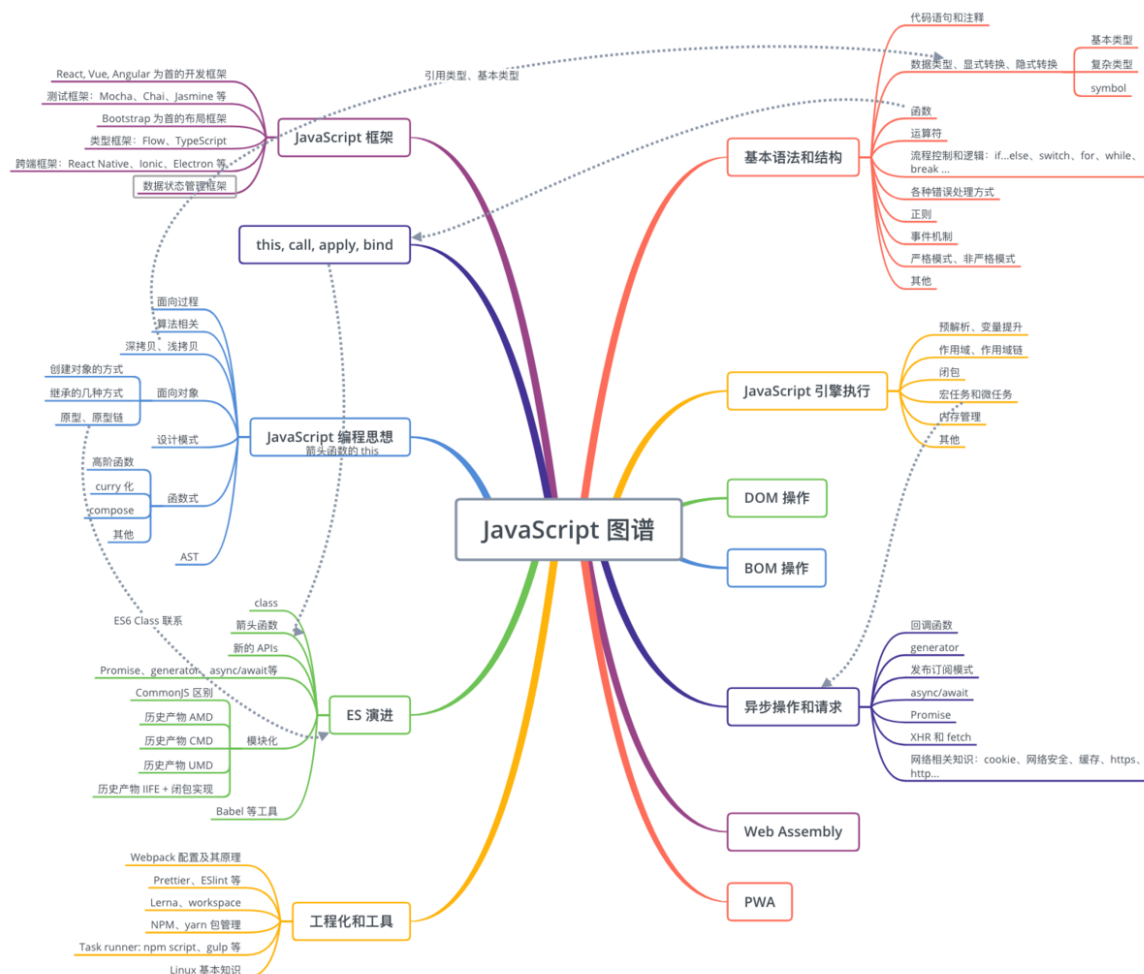 JavaScript 图谱
JavaScript 框架
React, Vue, Angular 为首的开发框架
测试框架：Mocha、Chai、Jasmine 等
Bootstrap 为首的布局框架
类型框架：Flow、TypeScript
跨端框架：React Native、Ionic、Electron 等
数据状态管理框架
this, call, apply, bind
引用类型、基本类型
JavaScript 编程思想
箭头函数的 this
面向过程
算法相关
深拷贝、浅拷贝
面向对象
创建对象的方式
继承的几种方式
原型、原型链
设计模式
函数式
高阶函数
curry 化
compose
其他
AST
ES6 Class 联系
ES 演进
class
箭头函数
新的 APIs
Promise、generator、async/await等
模块化
CommonJS 区别
历史产物 AMD
历史产物 CMD
历史产物 UMD
历史产物 IIFE + 闭包实现
Babel 等工具
工程化和工具
Webpack 配置及其原理
Prettier、ESlint 等
Lerna、workspace
NPM、yarn 包管理
Task runner: npm script、gulp 等
Linux 基本知识
基本语法和结构
代码语句和注释
数据类型、显式转换、隐式转换
基本类型
复杂类型
symbol
函数
运算符
流程控制和逻辑：if...else、switch、for、while、
break ...
各种错误处理方式
正则
事件机制
严格模式、非严格模式
其他
JavaScript 引擎执行
预解析、变量提升
作用域、作用域链
闭包
宏任务和微任务
内存管理
其他
DOM 操作
BOM 操作
异步操作和请求
回调函数
generator
发布订阅模式
async/await
Promise
XHR 和 fetch
网络相关知识：cookie、网络安全、缓存、https、
http...
Web Assembly
PWA